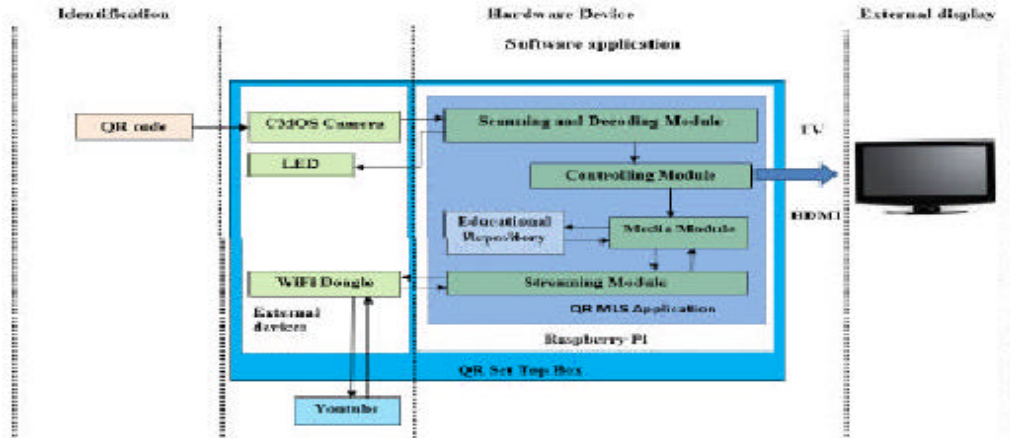 Identification
Hardware Device
External display
Software application
QR code
CMOS Camera
Scanning and Decoding Module
TV
LED
Controlling Module
HDMI
Educational
Repository
Media Module
WiFi Dongle
Streaming Module
External
devices
QR MLS Application
Raspberry PI
QR Set Top Box
Youtube